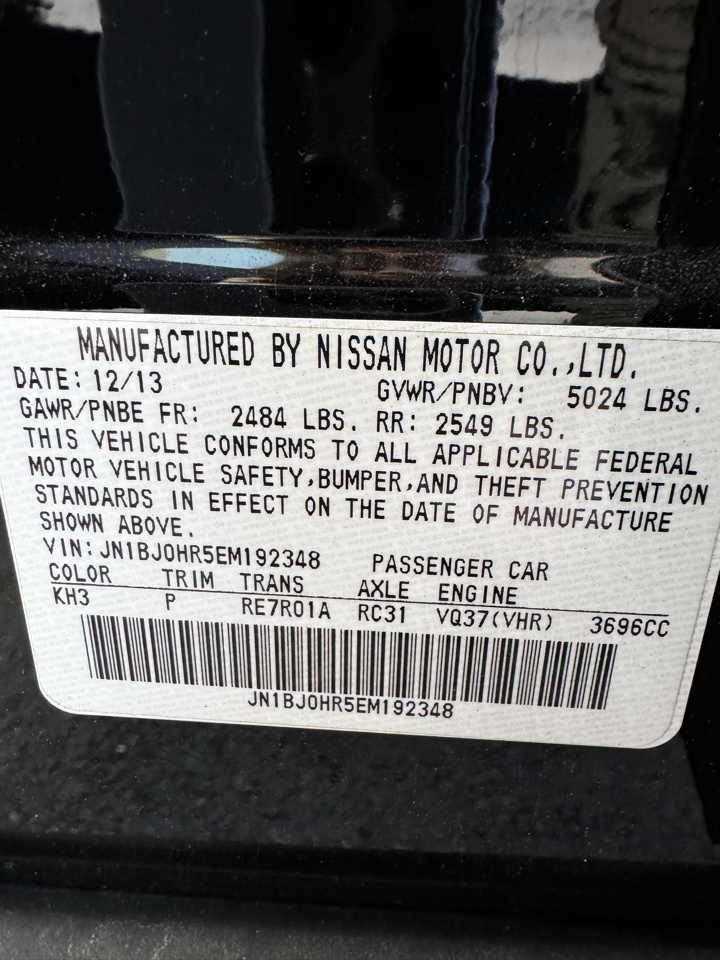 MANUFACTURED BY NISSAN MOTOR CO.,LTD.
DATE: 12/13 GVWR/PNBV: 5024 LBS.
GAWR/PNBE FR: 2484 LBS. RR: 2549 LBS.
THIS VEHICLE CONFORMS TO ALL APPLICABLE FEDERAL
MOTOR VEHICLE SAFETY,BUMPER,AND THEFT PREVENTION
STANDARDS IN EFFECT ON THE DATE OF MANUFACTURE
SHOWN ABOVE.
VIN: JN1BJ0HR5EM192348 PASSENGER CAR
COLOR TRIM TRANS AXLE ENGINE
KH3 P RE7R01A RC31 VQ37(VHR) 3696CC
JN1BJ0HR5EM192348